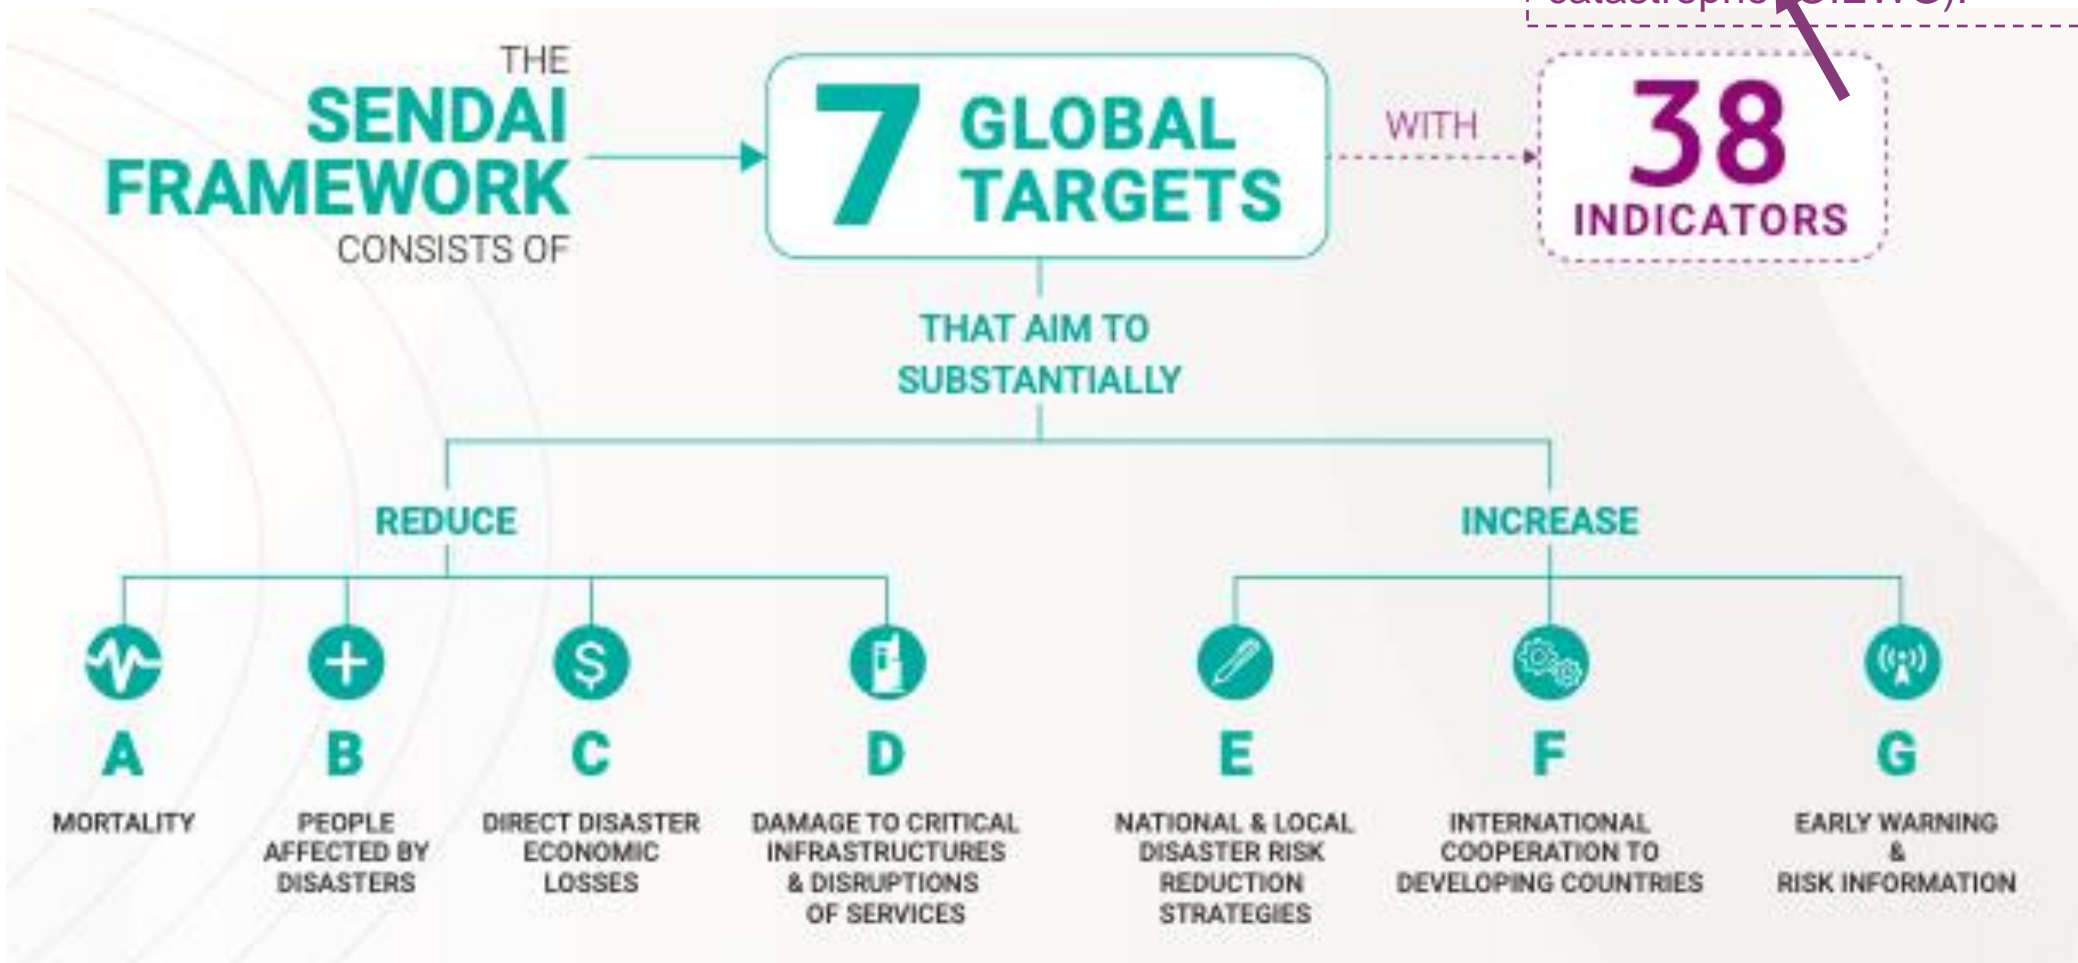 THE
SENDAI
FRAMEWORK
CONSISTS OF
7
GLOBAL
TARGETS
WITH
38
INDICATORS
THAT AIM TO
SUBSTANTIALLY
REDUCE
INCREASE
A
MORTALITY
B
PEOPLE
AFFECTED BY
DISASTERS
$
C
DIRECT DISASTER
ECONOMIC
LOSSES
D
DAMAGE TO CRITICAL
INFRASTRUCTURES
& DISRUPTIONS
OF SERVICES
E
NATIONAL & LOCAL
DISASTER RISK
REDUCTION
STRATEGIES
F
INTERNATIONAL
COOPERATION TO
DEVELOPING COUNTRIES
G
EARLY WARNING
&
RISK INFORMATION